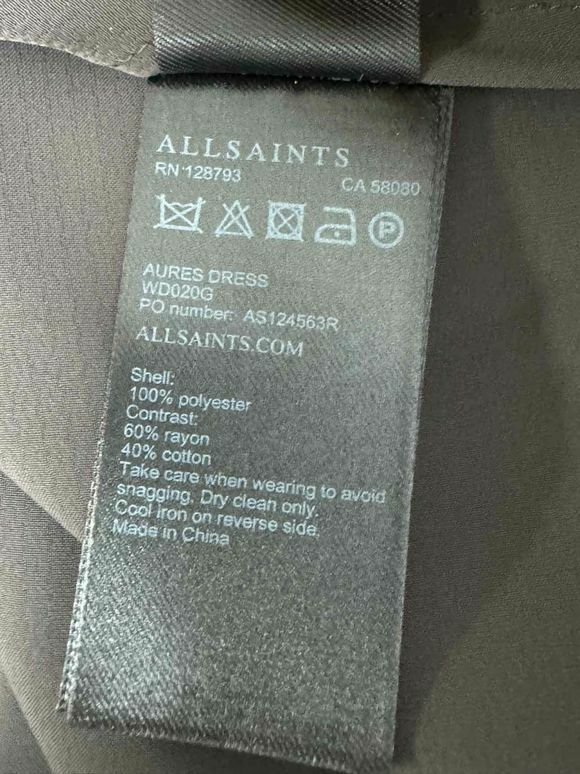 ALLSAINTS
RN 128793
CA 58080
P
AURES DRESS
WD020G
PO number: AS124563R
ALLSAINTS.COM
Shell:
100% polyester
Contrast:
60% rayon
40% cotton
Take care when wearing to avoid
snagging. Dry clean only.
Cool iron on reverse side.
Made in China